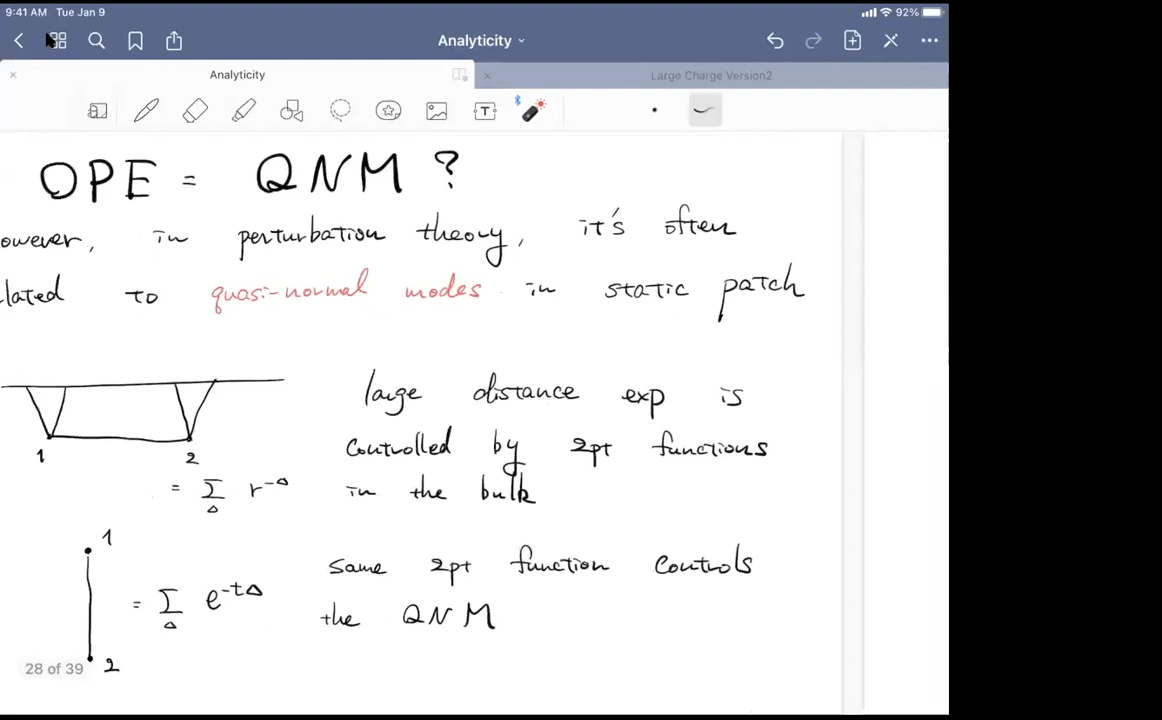 9:41 AM Tue Jan 9
92%
Analyticity
Analyticity
Large Charge Version2
T
OPE = QNM ?
owever, in perturbation theory, it's often
lated to quasi-normal modes in static patch
large distance exp is
controlled by 2pt functions
1 2
= Σ r^-Δ in the bulk
Δ
1
same 2pt function controls
= Σ e^-tΔ
Δ
the QNM
28 of 39
2